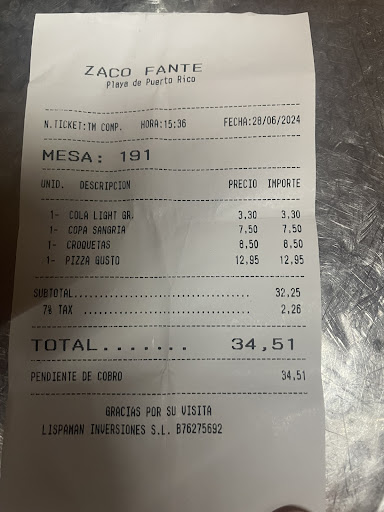 ZACO FANTE
Playa de Puerto Rico
N.TICKET:TM COMP. HORA:15:36 FECHA:28/06/2024
MESA: 191
UNID. DESCRIPCION PRECIO IMPORTE
1- COLA LIGHT GR. 3,30 3,30
1- COPA SANGRIA 7,50 7,50
1- CROQUETAS 8,50 8,50
1- PIZZA GUSTO 12,95 12,95
SUBTOTAL................................... 32,25
7% TAX ................................... 2,26
TOTAL....... 34,51
PENDIENTE DE COBRO 34,51
GRACIAS POR SU VISITA
LISPAMAN INVERSIONES S.L. B76275692